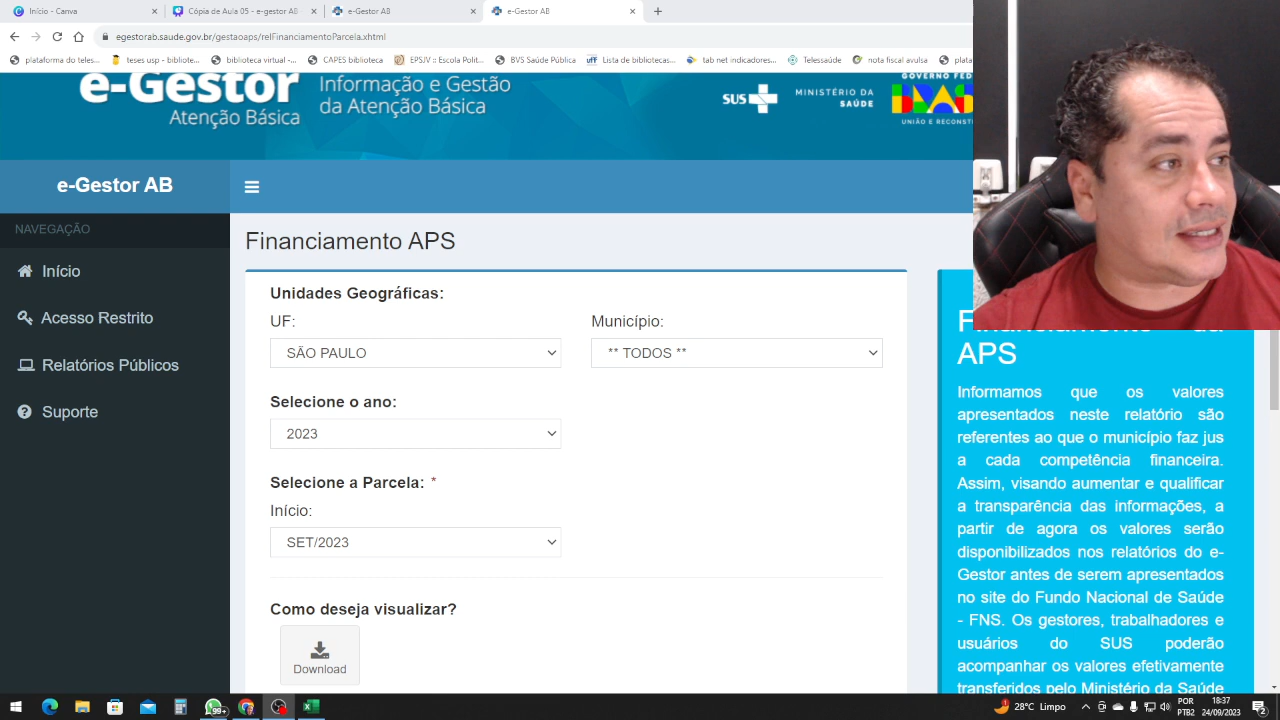 Início - Canva
Cópia de Aula 05 - e-gestor AB
e-Gestor AB
e-Gestor AB
egestorab.saude.gov.br/gestaoaps/relFinanciamentoParcela.xhtml
plataforma do teles...
teses usp - bibliote...
biblioteca virtual -...
CAPES biblioteca
EPSJV :: Escola Polit...
BVS Saúde Pública
Lista de bibliotecas...
tab net indicadores...
Telessaúde
nota fiscal avulsa
plata
e-Gestor
Atenção Básica
Informação e Gestão
da Atenção Básica
SUS
MINISTÉRIO DA
SAÚDE
GOVERNO FED
UNIÃO E RECONST
e-Gestor AB
NAVEGAÇÃO
Início
Acesso Restrito
Relatórios Públicos
Suporte
Financiamento APS
Unidades Geográficas:
UF:
Município:
SÃO PAULO
** TODOS **
Selecione o ano:
2023
Selecione a Parcela: *
Início:
SET/2023
Como deseja visualizar?
Download
APS
Informamos que os valores
apresentados neste relatório são
referentes ao que o município faz jus
a cada competência financeira.
Assim, visando aumentar e qualificar
a transparência das informações, a
partir de agora os valores serão
disponibilizados nos relatórios do e-
Gestor antes de serem apresentados
no site do Fundo Nacional de Saúde
- FNS. Os gestores, trabalhadores e
usuários do SUS poderão
acompanhar os valores efetivamente
transferidos pelo Ministério da Saúde
99+
28°C Limpo
POR
PTB2
18:37
24/09/2023
2